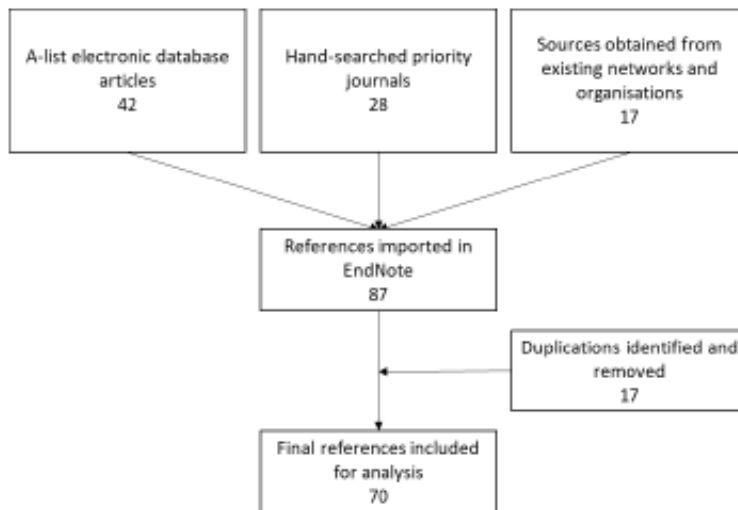 A-list electronic database
articles
42
Hand-searched priority
journals
28
Sources obtained from
existing networks and
organisations
17
References imported in
EndNote
87
Duplications identified and
removed
17
Final references included
for analysis
70